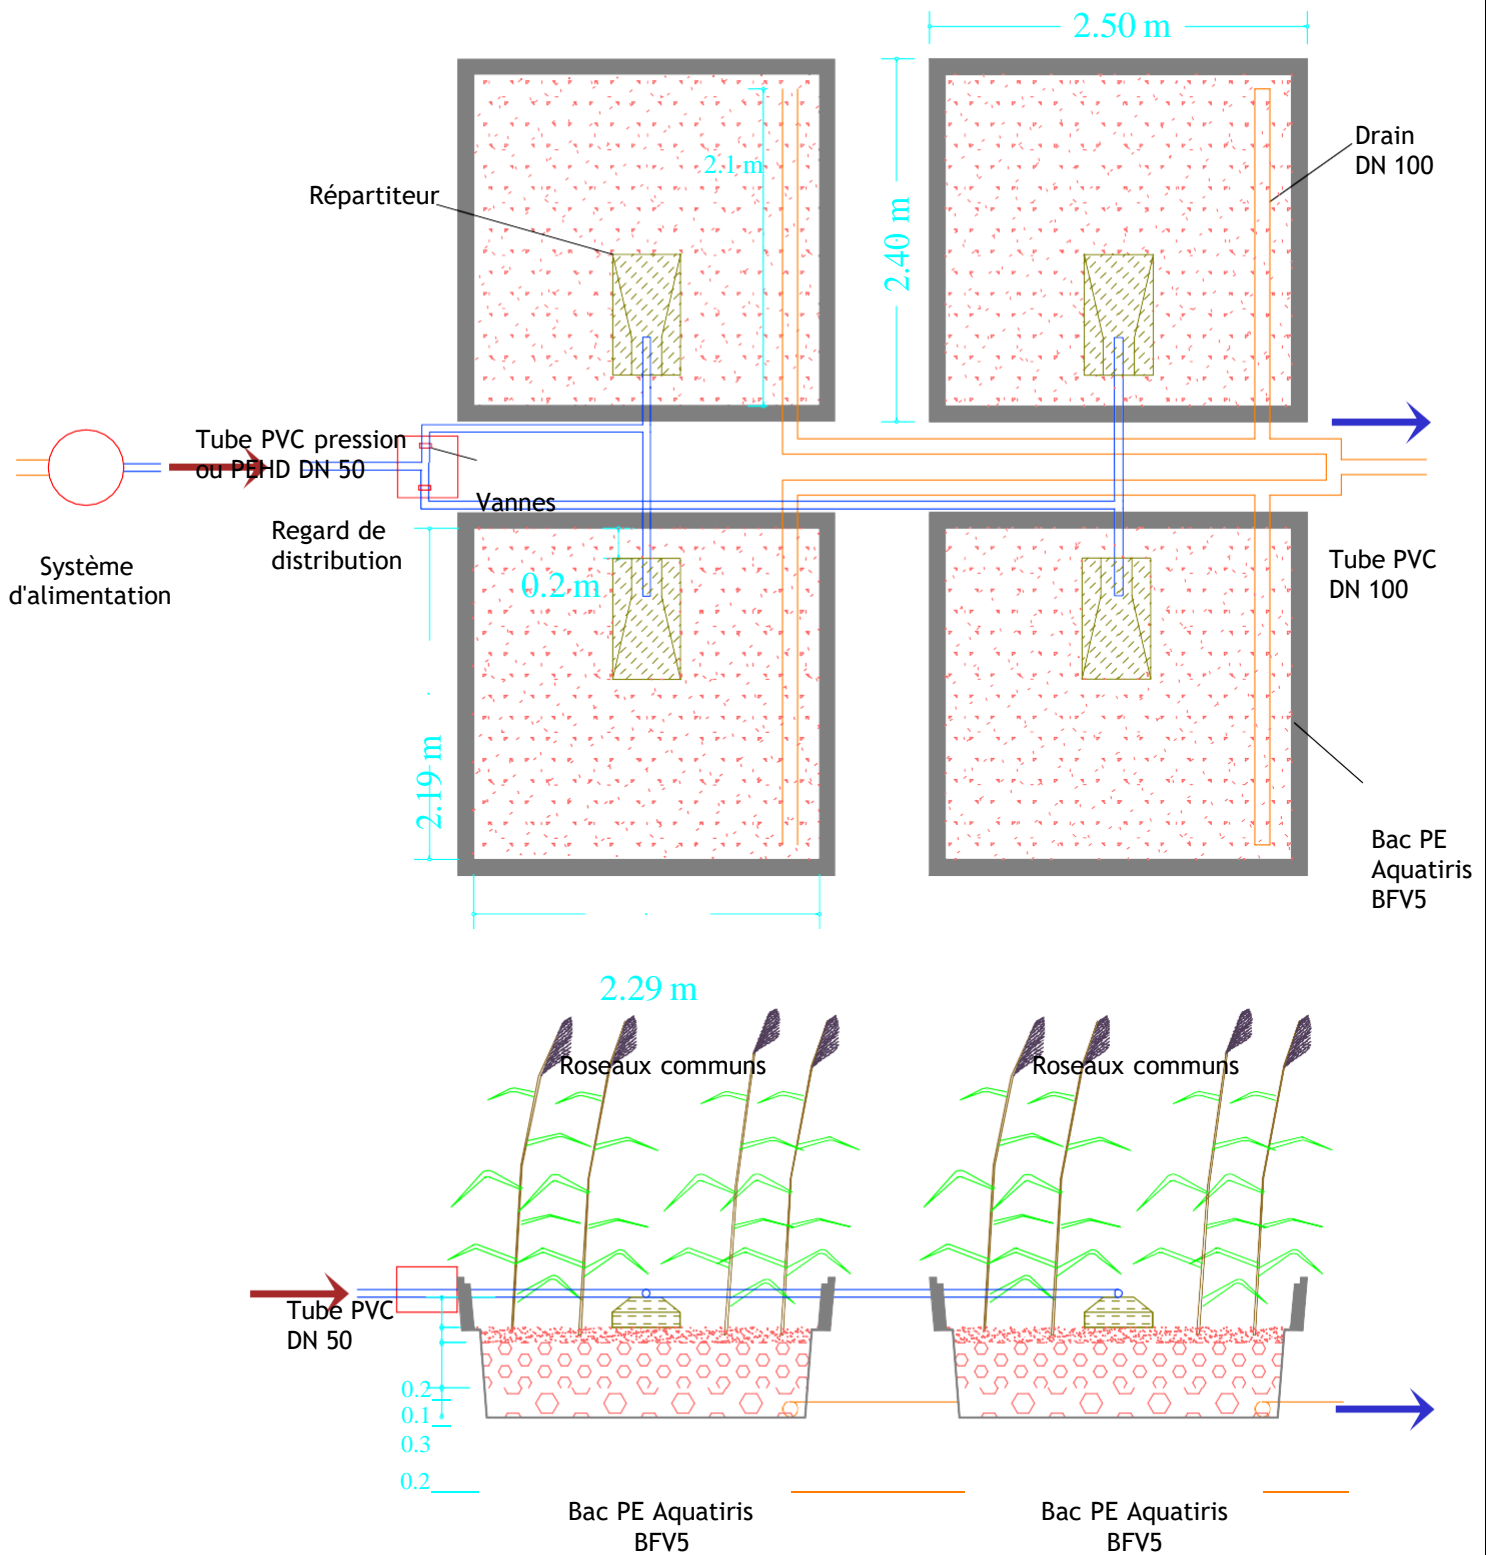 2.50 m
Drain
DN 100
2.1 m
Répartiteur
2.40 m
Tube PVC pression
ou PEHD DN 50
Vannes
Regard de
distribution
Système
d'alimentation
0.2 m
Tube PVC
DN 100
2.19 m
Bac PE
Aquatiris
BFV5
2.29 m
Roseaux communs
Roseaux communs
Tube PVC
DN 50
0.2
0.1
0.3
0.2
Bac PE Aquatiris
BFV5
Bac PE Aquatiris
BFV5